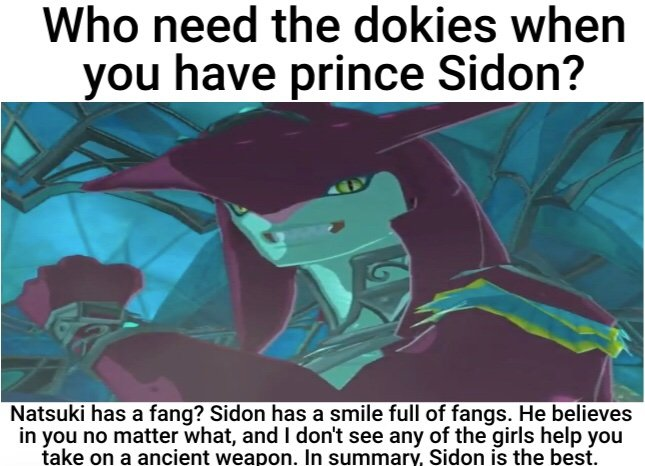 Who need the dokies when
you have prince Sidon?
Natsuki has a fang? Sidon has a smile full of fangs. He believes
in you no matter what, and I don't see any of the girls help you
take on a ancient weapon. In summary, Sidon is the best.